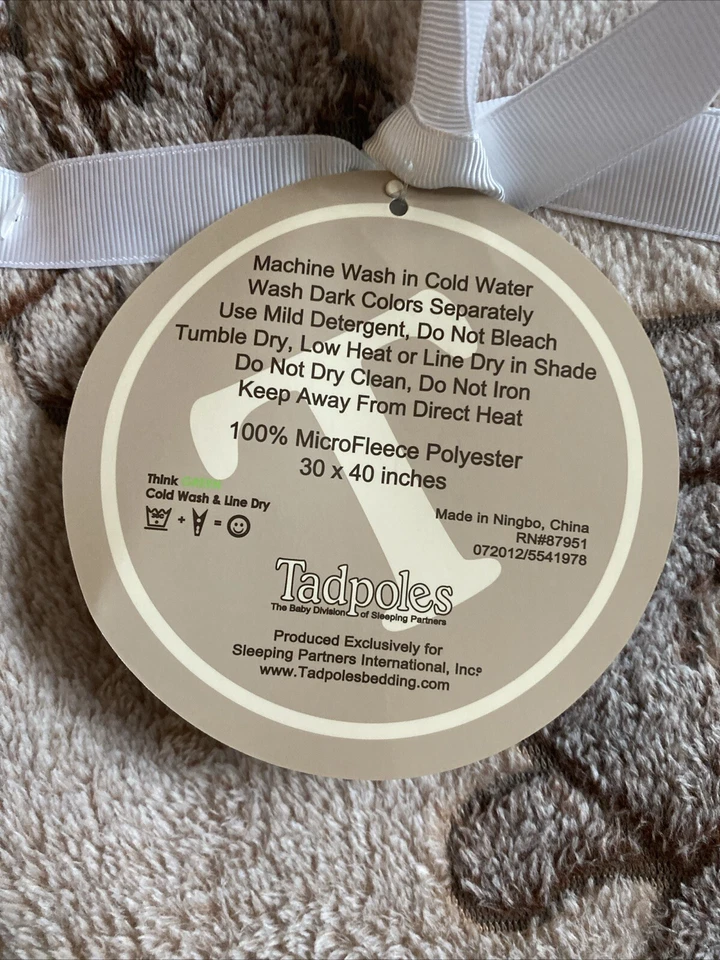 Machine Wash in Cold Water
Wash Dark Colors Separately
Use Mild Detergent, Do Not Bleach
Tumble Dry, Low Heat or Line Dry in Shade
Do Not Dry Clean, Do Not Iron
Keep Away From Direct Heat
100% MicroFleece Polyester
30 x 40 inches
Think Green
Cold Wash & Line Dry
+ =
Made in Ningbo, China
RN#87951
072012/5541978
Tadpoles
The Baby Division of Sleeping Partners
Produced Exclusively for
Sleeping Partners International, Inc.
www.Tadpolesbedding.com